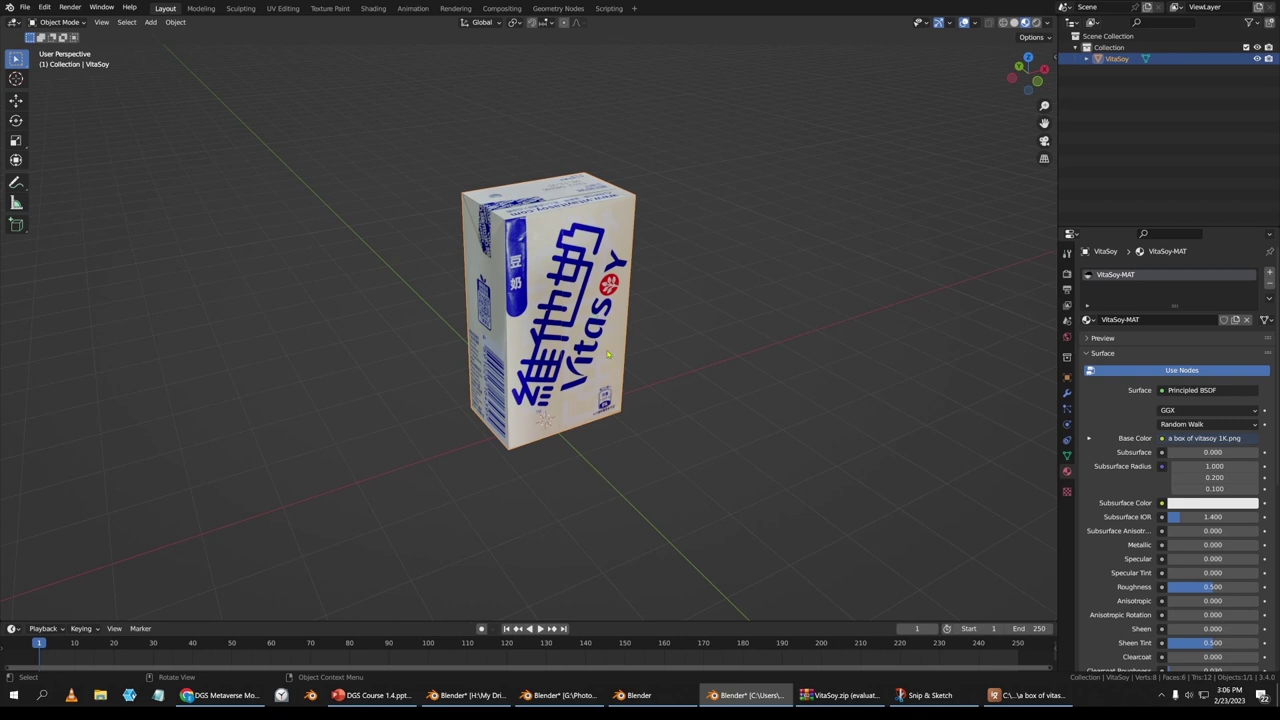 File Edit Render Window Help
Layout Modeling Sculpting UV Editing Texture Paint Shading Animation Rendering Compositing Geometry Nodes Scripting
Scene
ViewLayer
Object Mode View Select Add Object
Global
Options
User Perspective
(1) Collection | VitaSoy
X
Y
Z
豆奶
維他奶
VitasOY
Scene Collection
Collection
VitaSoy
VitaSoy VitaSoy-MAT
VitaSoy-MAT
VitaSoy-MAT
Preview
Surface
Use Nodes
Surface Principled BSDF
GGX
Random Walk
Base Color a box of vitasoy 1K.png
Subsurface 0.000
Subsurface Radius 1.000
0.200
0.100
Subsurface Color
Subsurface IOR 1.400
Subsurface Anisotr... 0.000
Metallic 0.000
Specular 0.000
Specular Tint 0.000
Roughness 0.500
Anisotropic 0.000
Anisotropic Rotation 0.000
Sheen 0.000
Sheen Tint 0.500
Clearcoat 0.000
Clearcoat Roughness 0.030
Playback Keying View Marker
1 Start 1 End 250
1 10 20 30 40 50 60 70 80 90 100 110 120 130 140 150 160 170 180 190 200 210 220 230 240 250
Select Rotate View Object Context Menu
Collection | VitaSoy | Verts:8 | Faces:6 | Tris:12 | Objects:1/1 | 3.4.0
DGS Metaverse Mo...
DGS Course 1.4.pptx...
Blender* [H:\My Dri...
Blender* [G:\Photo...
Blender
Blender* [C:\Users\...
VitaSoy.zip (evaluat...
Snip & Sketch
C:\...\a box of vitas...
3:06 PM
2/23/2023
22